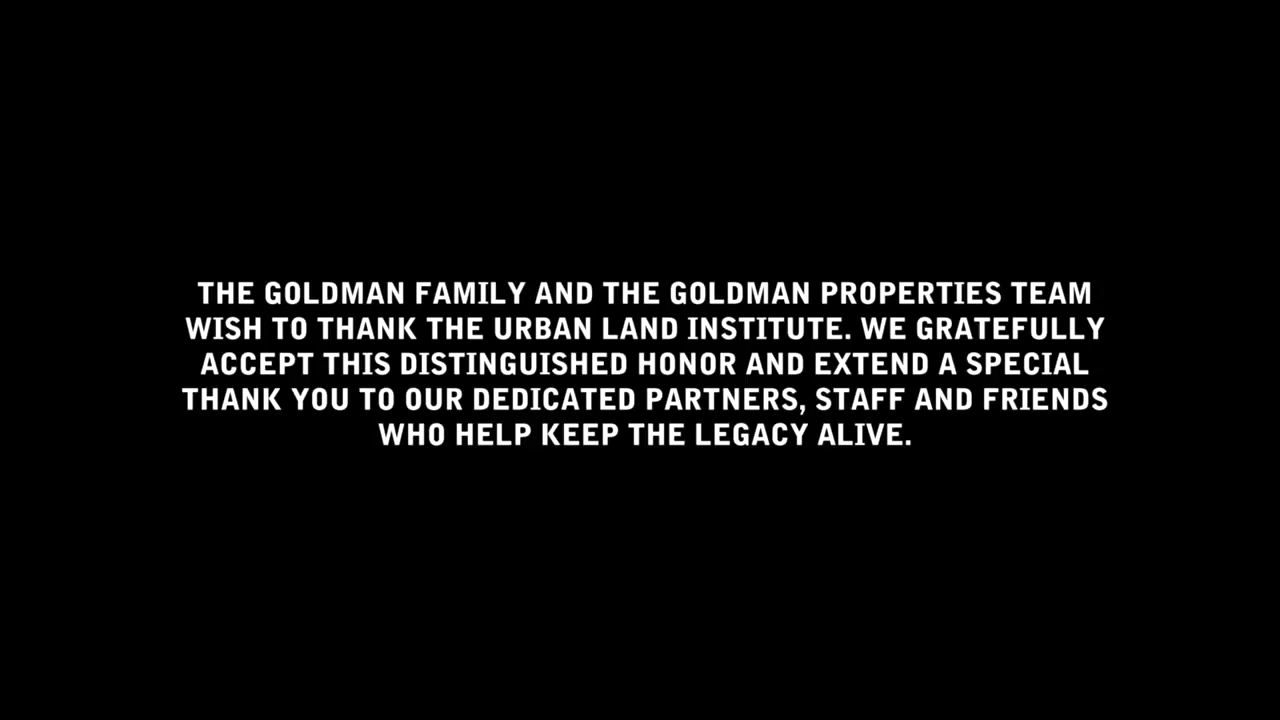 THE GOLDMAN FAMILY AND THE GOLDMAN PROPERTIES TEAM
WISH TO THANK THE URBAN LAND INSTITUTE. WE GRATEFULLY
ACCEPT THIS DISTINGUISHED HONOR AND EXTEND A SPECIAL
THANK YOU TO OUR DEDICATED PARTNERS, STAFF AND FRIENDS
WHO HELP KEEP THE LEGACY ALIVE.